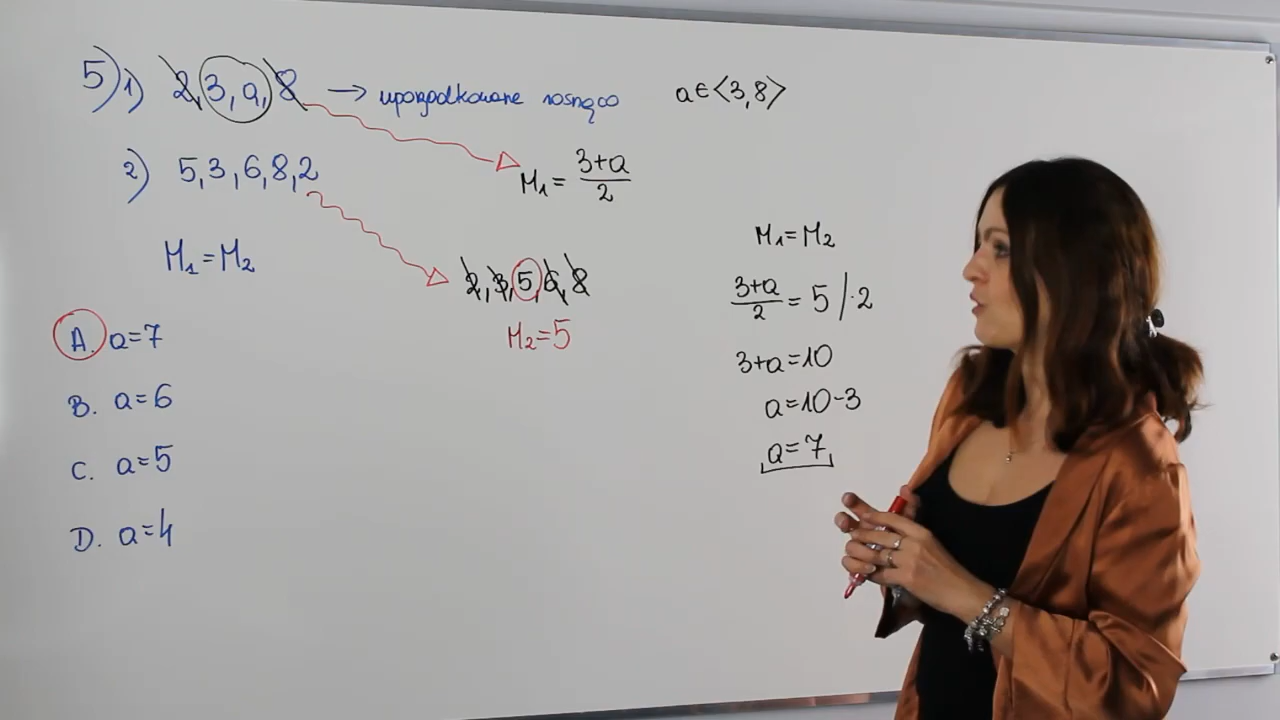 5) 1) 2, 3, a, 8 → uporządkowane rosnąco a∈<3,8>
M₁ = (3+a)/2
2) 5, 3, 6, 8, 2
M₁ = M₂
2, 3, 5, 6, 8
M₂ = 5
A. a = 7
B. a = 6
C. a = 5
D. a = 4
M₁ = M₂
(3+a)/2 = 5 /·2
3+a = 10
a = 10-3
a = 7